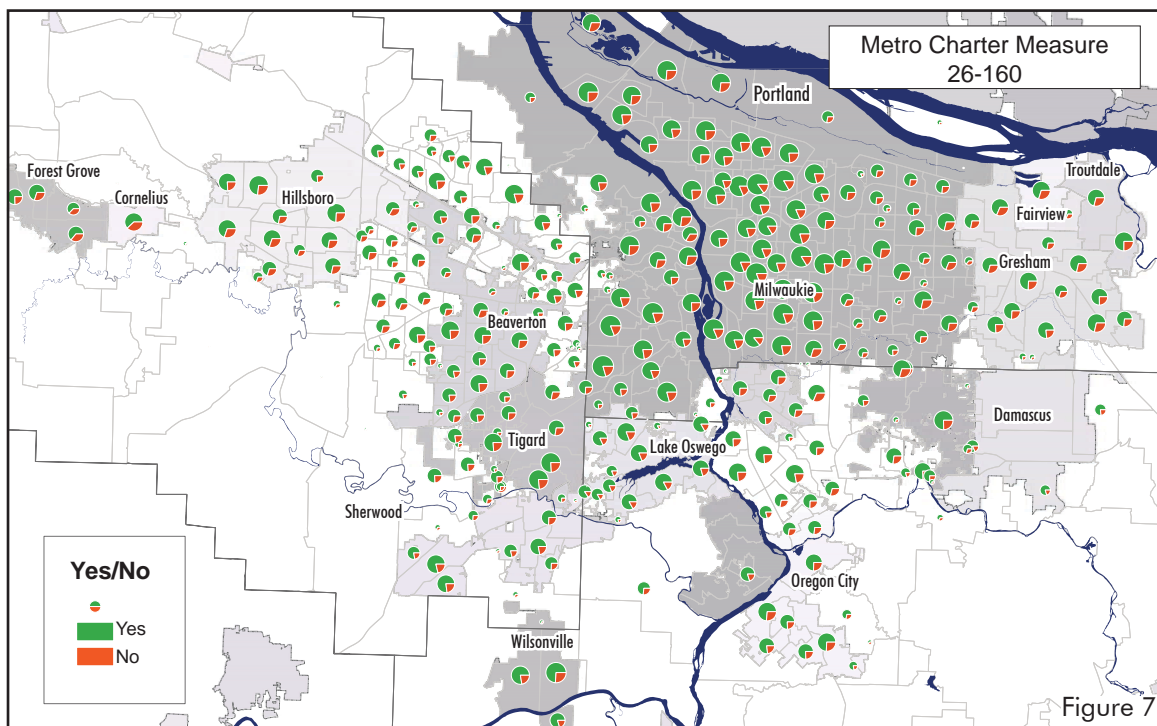 Metro Charter Measure
26-160
Portland
Troutdale
Forest Grove
Cornelius
Hillsboro
Fairview
Gresham
Milwaukie
Beaverton
Damascus
Tigard
Lake Oswego
Sherwood
Yes/No
Yes
No
Oregon City
Wilsonville
Figure 7